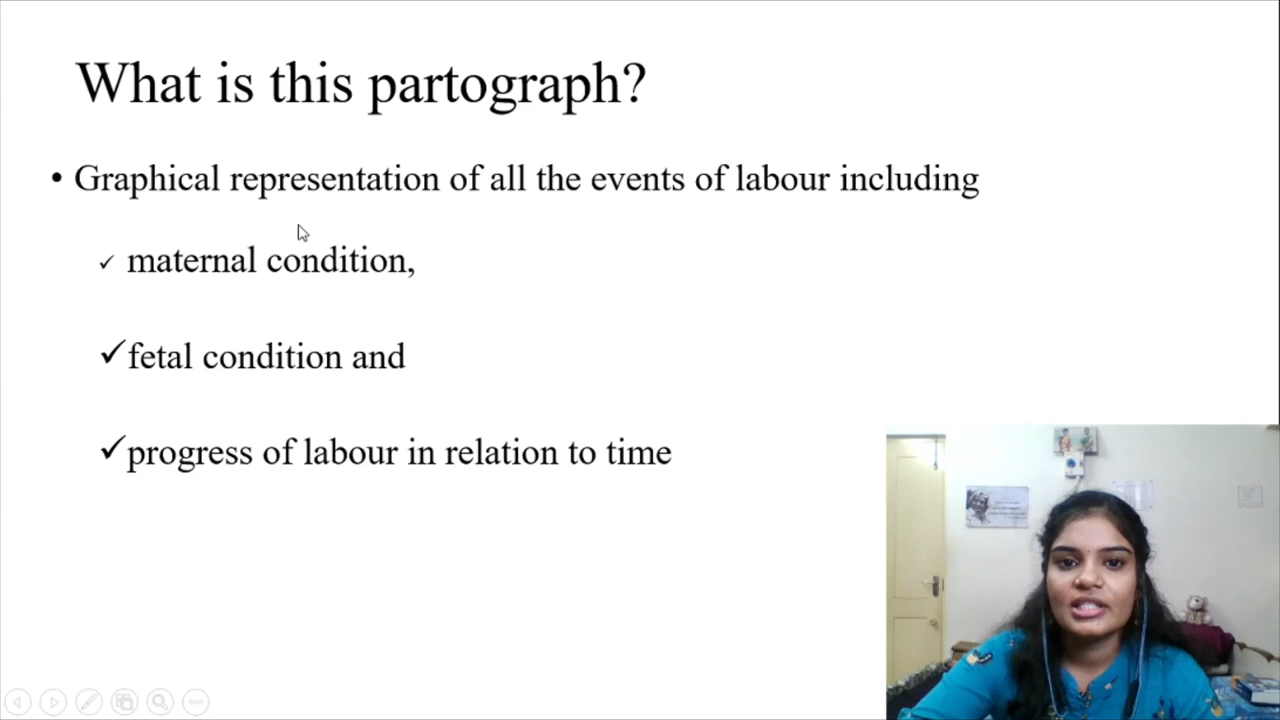 What is this partograph?
• Graphical representation of all the events of labour including
✓ maternal condition,
✓fetal condition and
✓progress of labour in relation to time